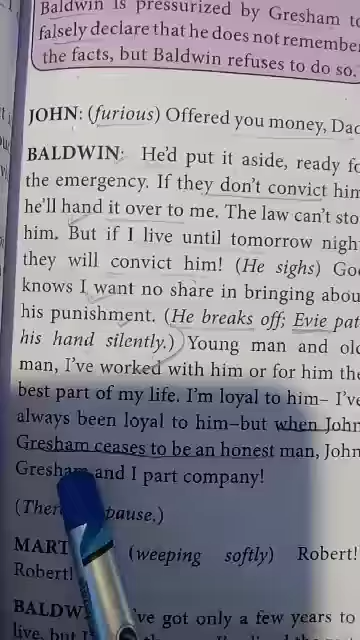 Baldwin is pressurized by Gresham to
falsely declare that he does not remember
the facts, but Baldwin refuses to do so.
JOHN: (furious) Offered you money, Dad
BALDWIN: He'd put it aside, ready fo
the emergency. If they don't convict him
he'll hand it over to me. The law can't sto
him. But if I live until tomorrow nigh
they will convict him! (He sighs) Go
knows I want no share in bringing abou
his punishment. (He breaks off; Evie pat
his hand silently.) Young man and old
man, I've worked with him or for him the
best part of my life. I'm loyal to him– I've
always been loyal to him–but when John
Gresham ceases to be an honest man, John
Gresham and I part company!
pause.)
(weeping softly) Robert!
Robert!
've got only a few years to
live, but I